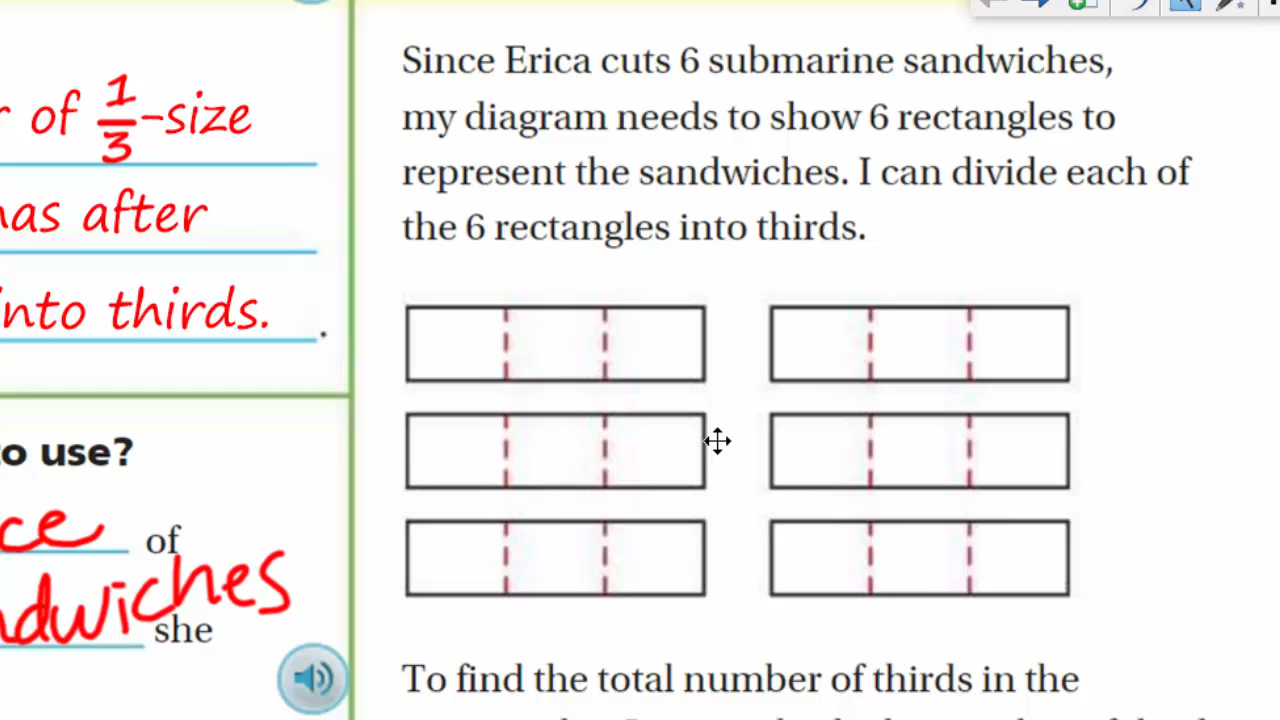 of 1/3-size
has after
into thirds.
to use?
of
she
Since Erica cuts 6 submarine sandwiches,
my diagram needs to show 6 rectangles to
represent the sandwiches. I can divide each of
the 6 rectangles into thirds.
To find the total number of thirds in the